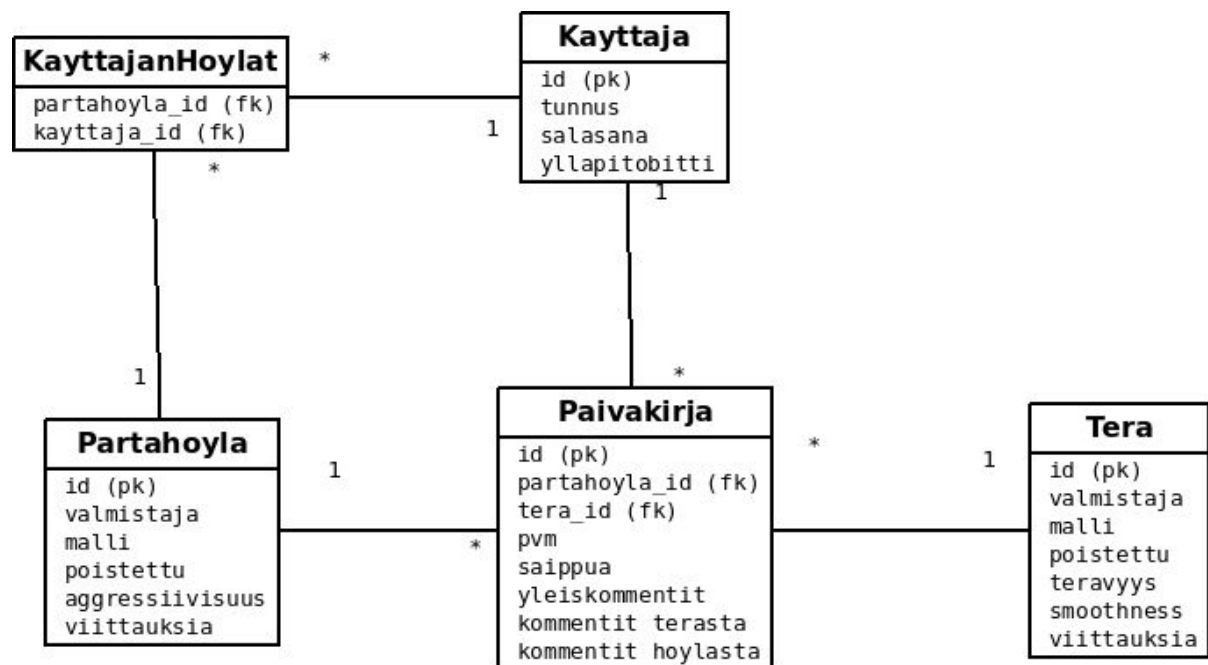 KayttajanHoylat
partahoyla_id (fk)
kayttaja_id (fk)
*
1
*
1
Kayttaja
id (pk)
tunnus
salasana
yllapitobitti
1
*
Partahoyla
id (pk)
valmistaja
malli
poistettu
aggressiivisuus
viittauksia
1
*
Paivakirja
id (pk)
partahoyla_id (fk)
tera_id (fk)
pvm
saippua
yleiskommentit
kommentit terasta
kommentit hoylasta
*
1
Tera
id (pk)
valmistaja
malli
poistettu
teravyys
smoothness
viittauksia